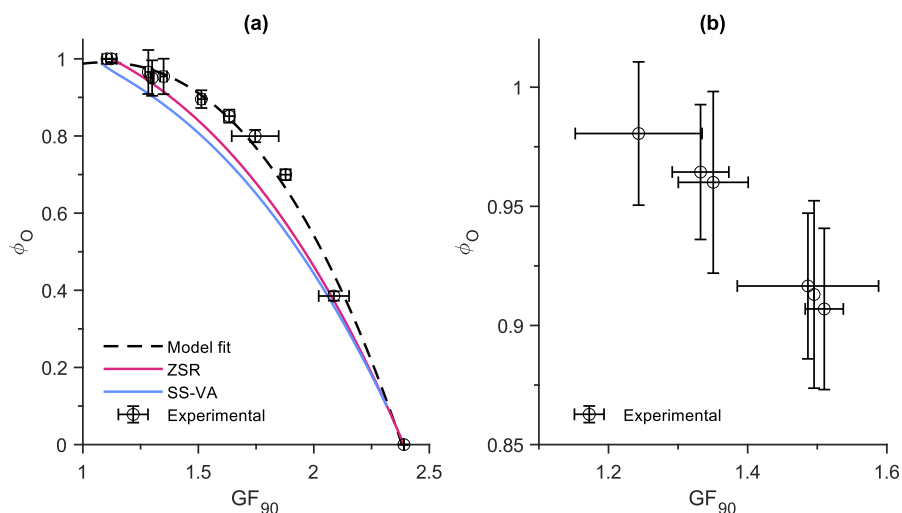 (a)
1
0.8
0.6
0.4
0.2
0
ϕO
1
1.5
2
2.5
GF90
Model fit
ZSR
SS-VA
Experimental
(b)
1
0.95
0.9
0.85
ϕO
1.2
1.4
1.6
GF90
Experimental